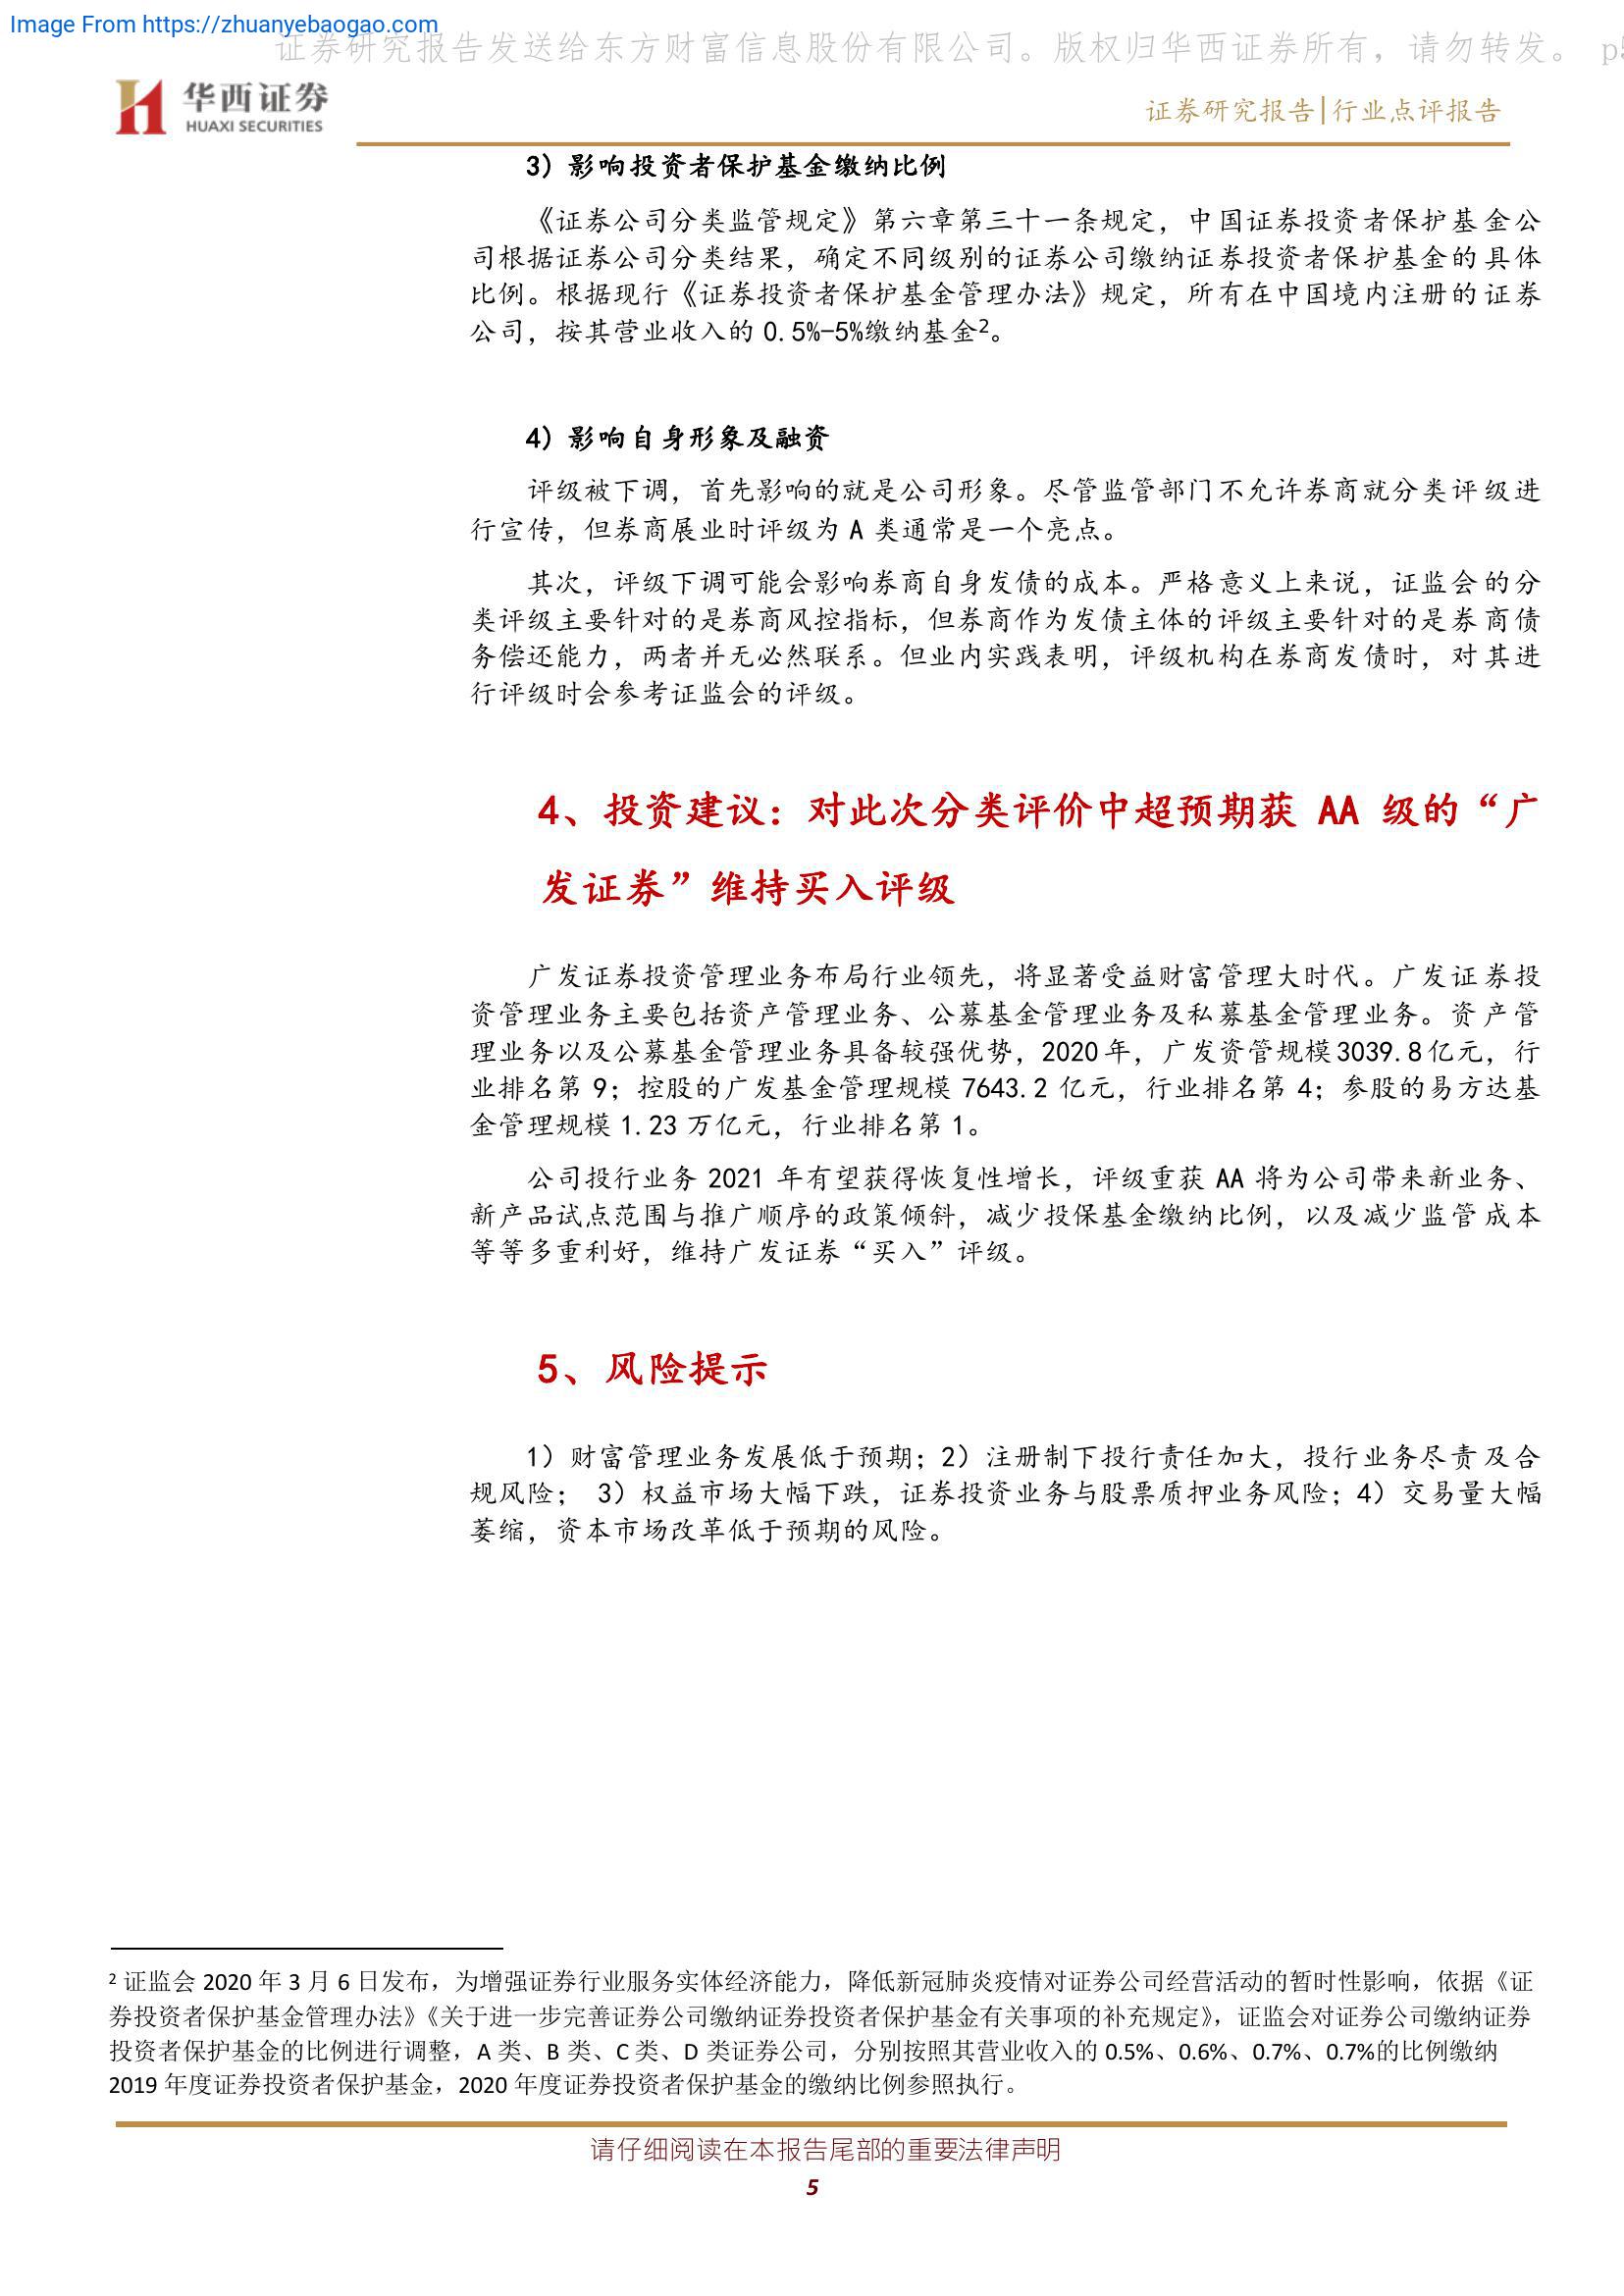 Image From https://zhuanyebaogao.com
证券研究报告发送给东方财富信息股份有限公司。版权归华西证券所有，请勿转发。 p5
华西证券
HUAXI SECURITIES
证券研究报告|行业点评报告
3）影响投资者保护基金缴纳比例
《证券公司分类监管规定》第六章第三十一条规定，中国证券投资者保护基金公
司根据证券公司分类结果，确定不同级别的证券公司缴纳证券投资者保护基金的具体
比例。根据现行《证券投资者保护基金管理办法》规定，所有在中国境内注册的证券
公司，按其营业收入的 0.5%-5%缴纳基金²。
4）影响自身形象及融资
评级被下调，首先影响的就是公司形象。尽管监管部门不允许券商就分类评级进
行宣传，但券商展业时评级为 A 类通常是一个亮点。
其次，评级下调可能会影响券商自身发债的成本。严格意义上来说，证监会的分
类评级主要针对的是券商风控指标，但券商作为发债主体的评级主要针对的是券商债
务偿还能力，两者并无必然联系。但业内实践表明，评级机构在券商发债时，对其进
行评级时会参考证监会的评级。
4、投资建议：对此次分类评价中超预期获 AA 级的“广
发证券”维持买入评级
广发证券投资管理业务布局行业领先，将显著受益财富管理大时代。广发证券投
资管理业务主要包括资产管理业务、公募基金管理业务及私募基金管理业务。资产管
理业务以及公募基金管理业务具备较强优势，2020年，广发资管规模3039.8亿元，行
业排名第 9；控股的广发基金管理规模 7643.2 亿元，行业排名第 4；参股的易方达基
金管理规模 1.23 万亿元，行业排名第 1。
公司投行业务 2021 年有望获得恢复性增长，评级重获 AA 将为公司带来新业务、
新产品试点范围与推广顺序的政策倾斜，减少投保基金缴纳比例，以及减少监管成本
等等多重利好，维持广发证券“买入”评级。
5、风险提示
1）财富管理业务发展低于预期；2）注册制下投行责任加大，投行业务尽责及合
规风险； 3）权益市场大幅下跌，证券投资业务与股票质押业务风险；4）交易量大幅
萎缩，资本市场改革低于预期的风险。
² 证监会 2020 年 3 月 6 日发布，为增强证券行业服务实体经济能力，降低新冠肺炎疫情对证券公司经营活动的暂时性影响，依据《证
券投资者保护基金管理办法》《关于进一步完善证券公司缴纳证券投资者保护基金有关事项的补充规定》，证监会对证券公司缴纳证券
投资者保护基金的比例进行调整，A 类、B 类、C 类、D 类证券公司，分别按照其营业收入的 0.5%、0.6%、0.7%、0.7%的比例缴纳
2019 年度证券投资者保护基金，2020 年度证券投资者保护基金的缴纳比例参照执行。
请仔细阅读在本报告尾部的重要法律声明
5